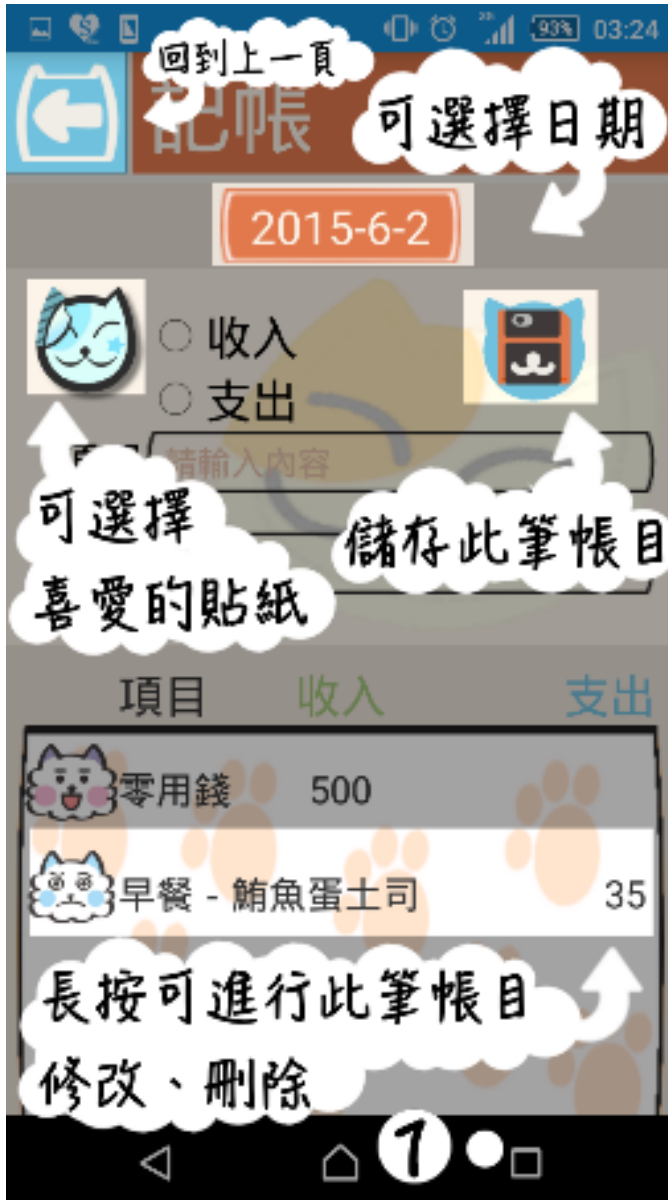 93% 03:24
回到上一頁
記帳
可選擇日期
2015-6-2
收入
支出
請輸入內容
可選擇
喜愛的貼紙
儲存此筆帳目
項目 收入 支出
零用錢 500
早餐 - 鮪魚蛋土司 35
長按可進行此筆帳目
修改、刪除
1